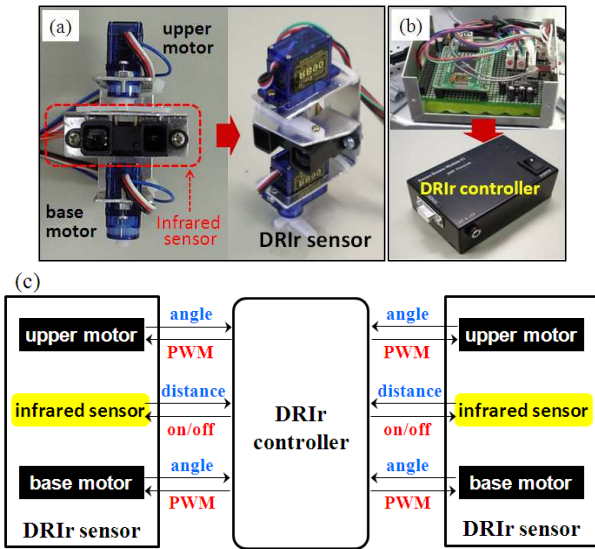 (a)
upper
motor
base
motor
Infrared
sensor
DRIr sensor
(b)
DRIr controller
(c)
upper motor
infrared sensor
base motor
DRIr sensor
angle
PWM
distance
on/off
angle
PWM
DRIr
controller
angle
PWM
distance
on/off
angle
PWM
upper motor
infrared sensor
base motor
DRIr sensor